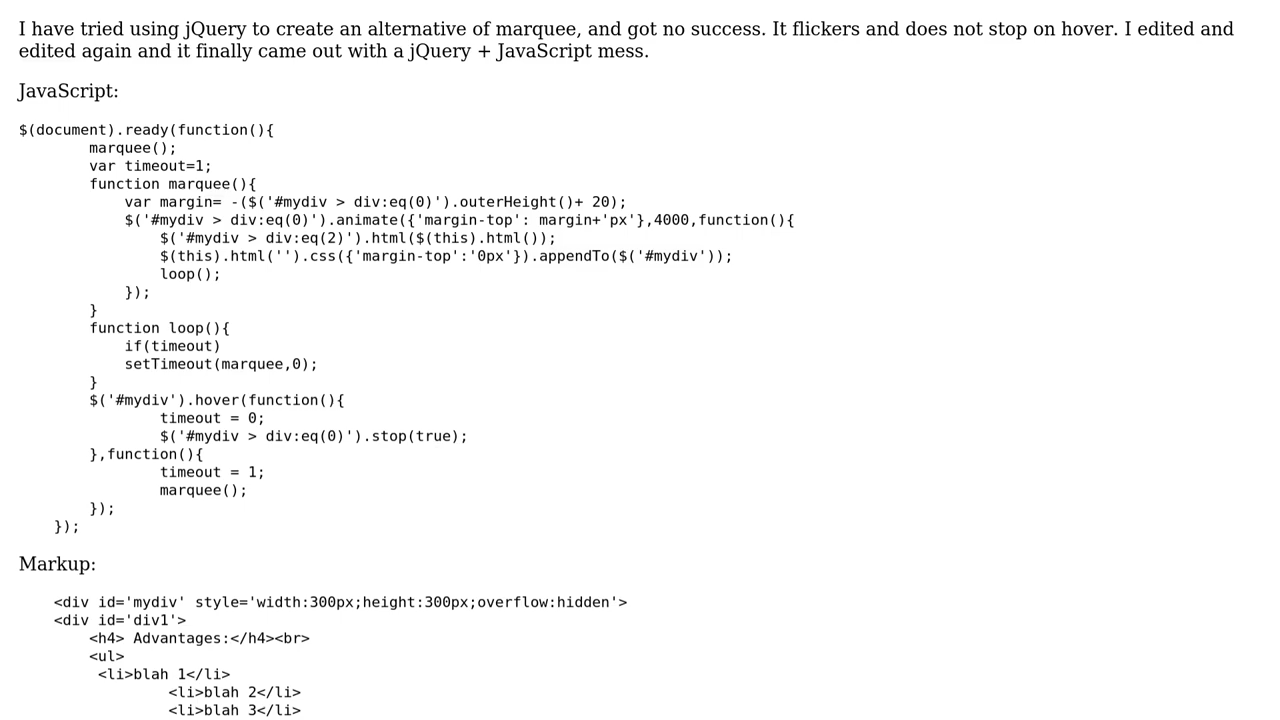 I have tried using jQuery to create an alternative of marquee, and got no success. It flickers and does not stop on hover. I edited and
edited again and it finally came out with a jQuery + JavaScript mess.
JavaScript:
$(document).ready(function(){
        marquee();
        var timeout=1;
        function marquee(){
            var margin= -($('#mydiv > div:eq(0)').outerHeight()+ 20);
            $('#mydiv > div:eq(0)').animate({'margin-top': margin+'px'},4000,function(){
                $('#mydiv > div:eq(2)').html($(this).html());
                $(this).html('').css({'margin-top':'0px'}).appendTo($('#mydiv'));
                loop();
            });
        }
        function loop(){
            if(timeout)
            setTimeout(marquee,0);
        }
        $('#mydiv').hover(function(){
                timeout = 0;
                $('#mydiv > div:eq(0)').stop(true);
        },function(){
                timeout = 1;
                marquee();
        });
    });
Markup:
    <div id='mydiv' style='width:300px;height:300px;overflow:hidden'>
    <div id='div1'>
        <h4> Advantages:</h4><br>
        <ul>
         <li>blah 1</li>
                 <li>blah 2</li>
                 <li>blah 3</li>